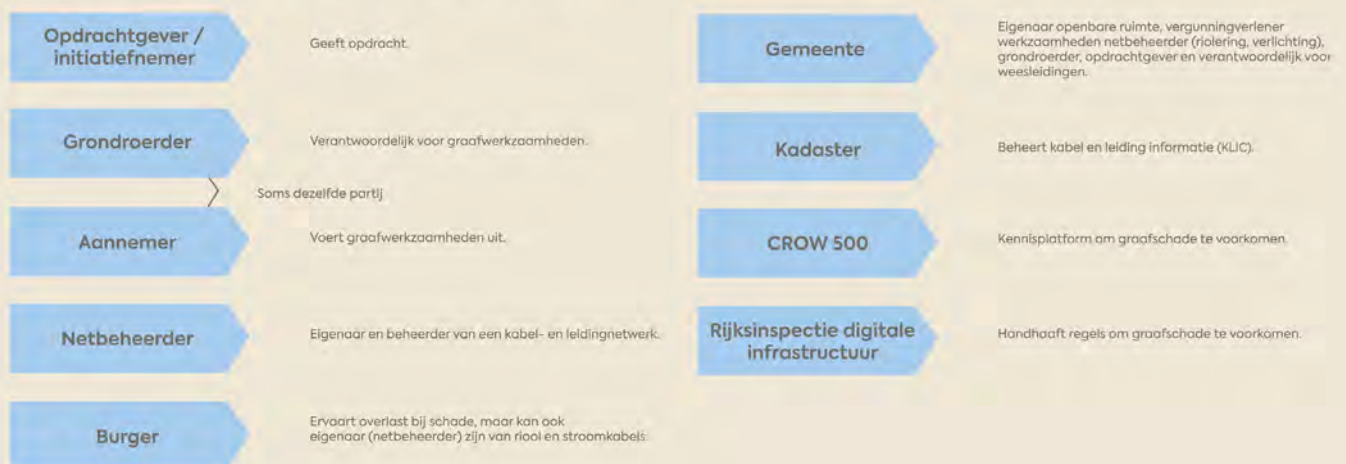 Opdrachtgever /
initiatiefnemer
Geeft opdracht.
Grondroerder
Verantwoordelijk voor graafwerkzaamheden.
Soms dezelfde partij
Aannemer
Voert graafwerkzaamheden uit.
Netbeheerder
Eigenaar en beheerder van een kabel- en leidingnetwerk.
Burger
Ervaart overlast bij schade, maar kan ook
eigenaar (netbeheerder) zijn van riool en stroomkabels.
Gemeente
Eigenaar openbare ruimte, vergunningverlener
werkzaamheden netbeheerder (riolering, verlichting),
grondroerder, opdrachtgever en verantwoordelijk voor
weesleidingen.
Kadaster
Beheert kabel en leiding informatie (KLIC).
CROW 500
Kennisplatform om graafschade te voorkomen.
Rijksinspectie digitale
infrastructuur
Handhaaft regels om graafschade te voorkomen.